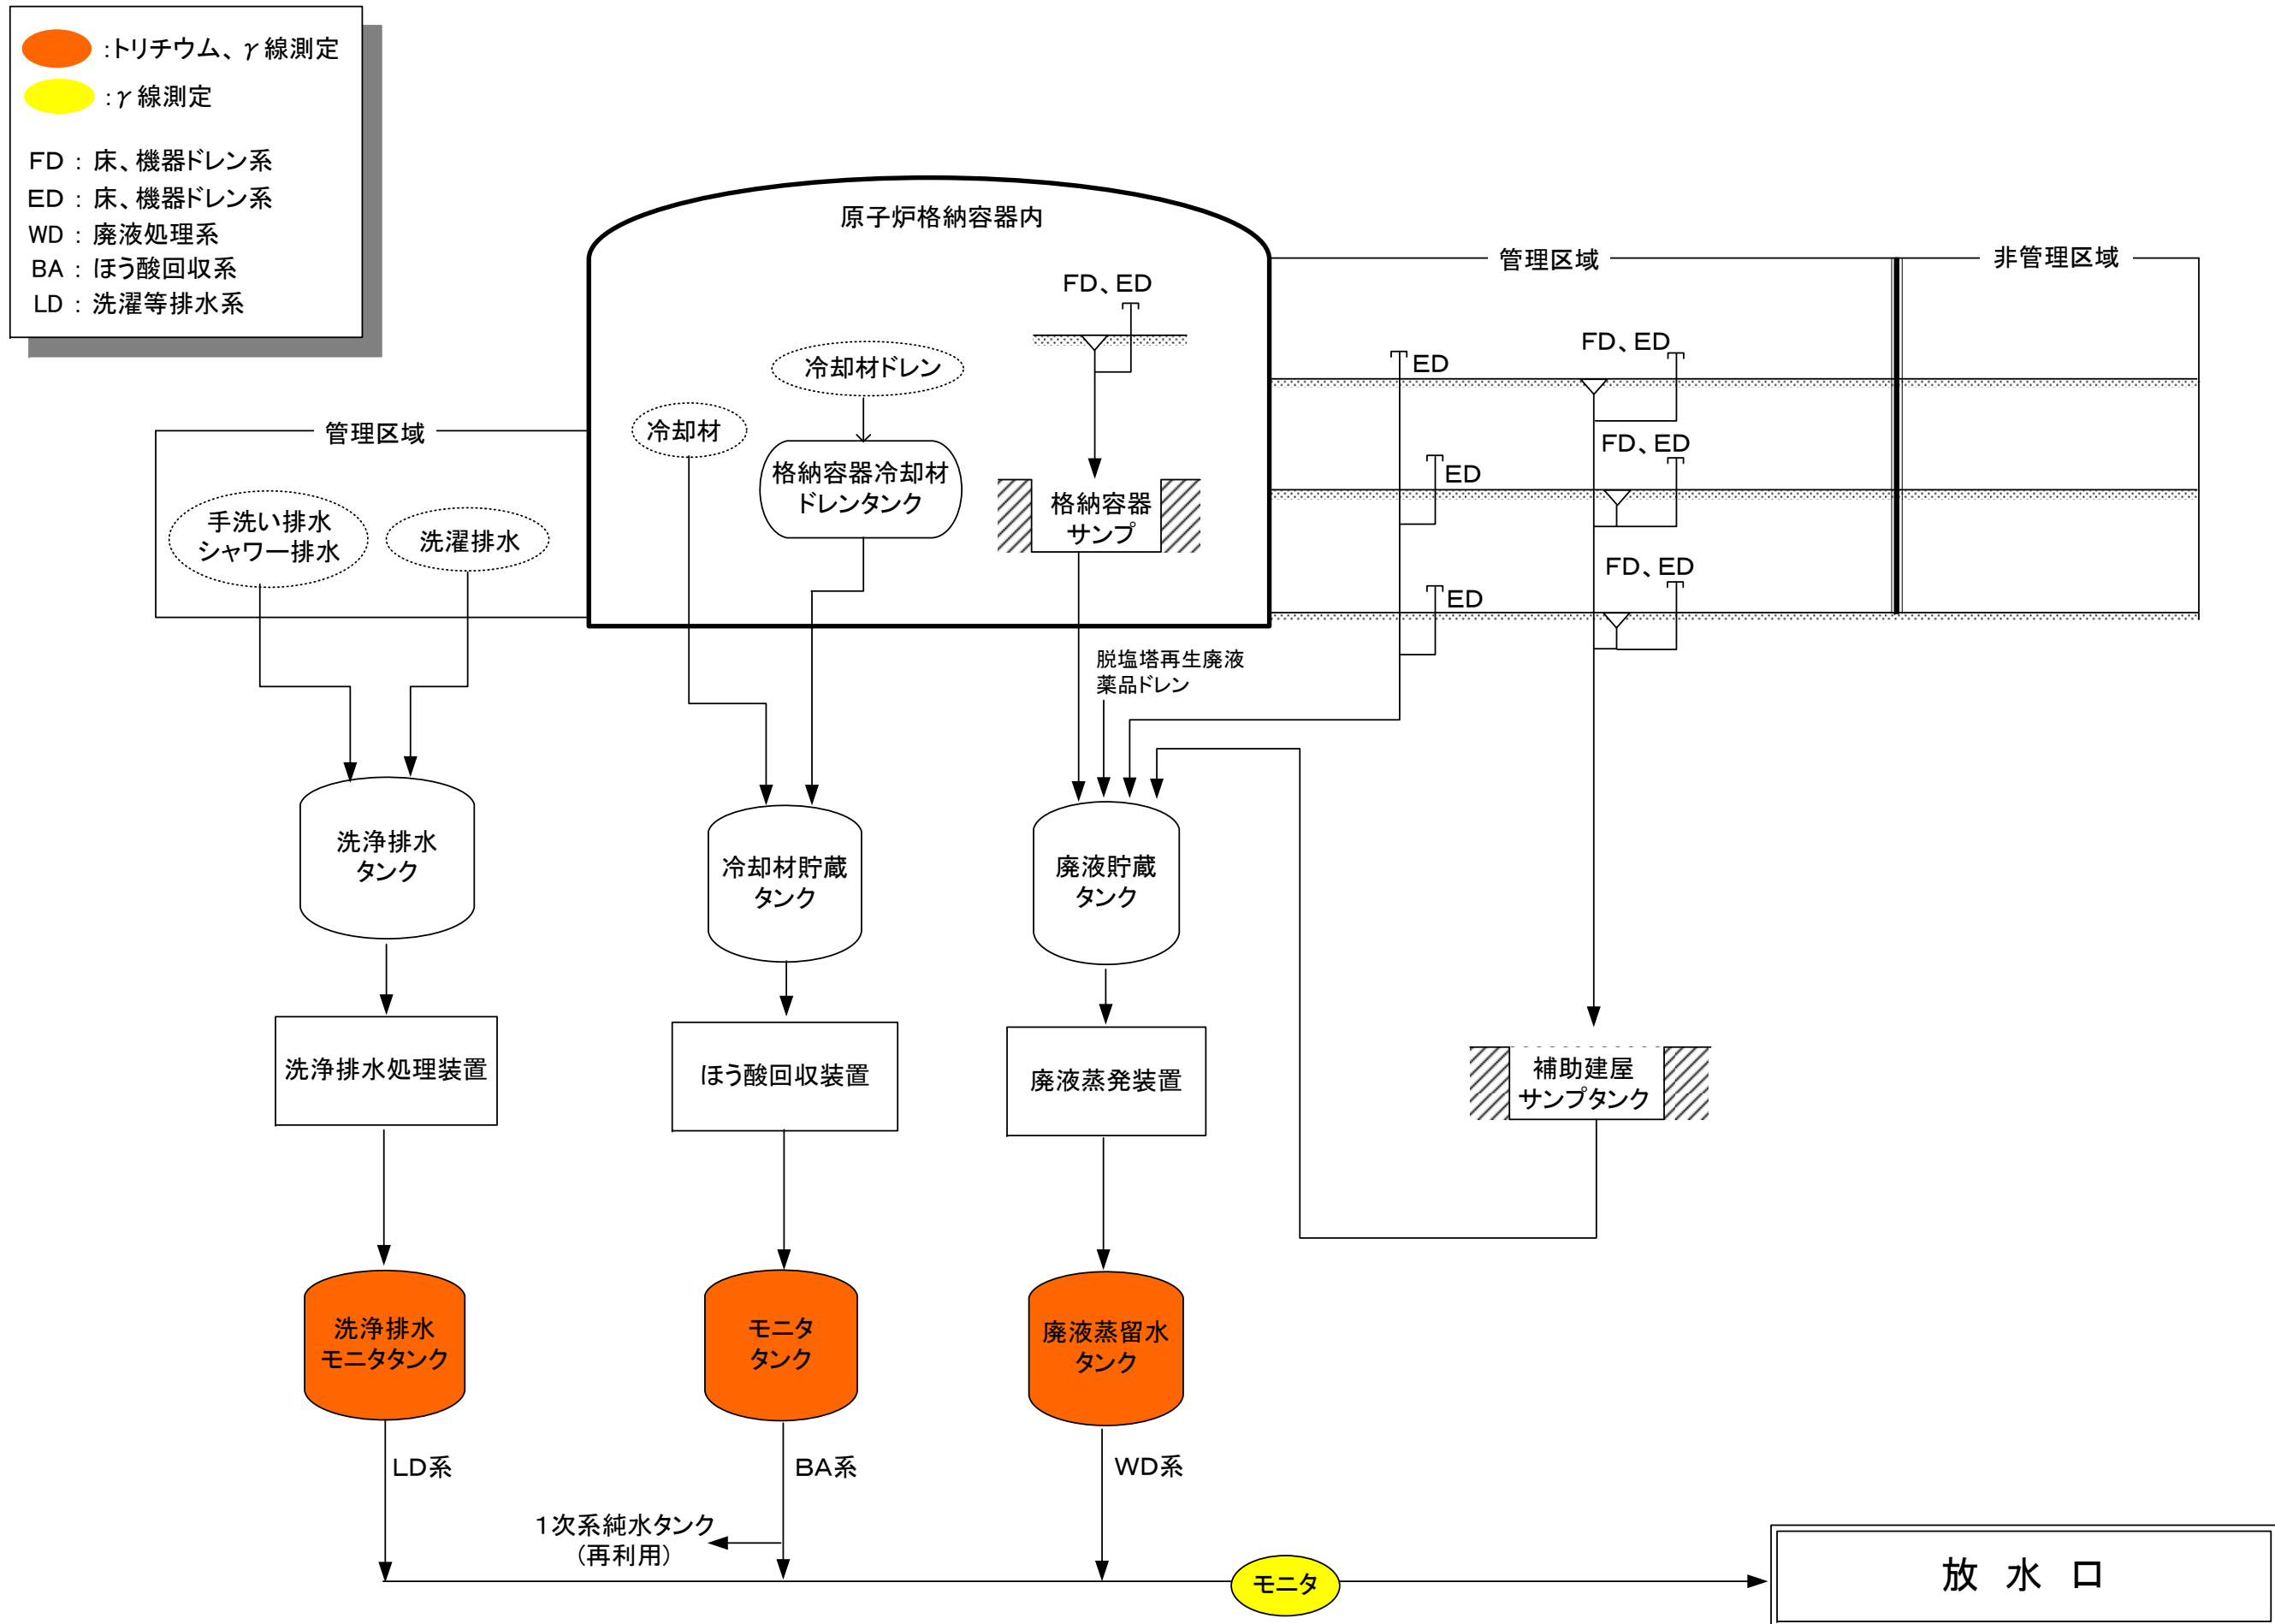 :トリチウム、γ線測定
:γ線測定
FD : 床、機器ドレン系
ED : 床、機器ドレン系
WD : 廃液処理系
BA : ほう酸回収系
LD : 洗濯等排水系
原子炉格納容器内
管理区域
非管理区域
FD、ED
冷却材ドレン
ED
FD、ED
冷却材
管理区域
格納容器冷却材
ドレンタンク
格納容器
サンプ
ED
FD、ED
手洗い排水
シャワー排水
洗濯排水
ED
FD、ED
脱塩塔再生廃液
薬品ドレン
洗浄排水
タンク
冷却材貯蔵
タンク
廃液貯蔵
タンク
洗浄排水処理装置
ほう酸回収装置
廃液蒸発装置
補助建屋
サンプタンク
洗浄排水
モニタタンク
モニタ
タンク
廃液蒸留水
タンク
LD系
BA系
WD系
1次系純水タンク
(再利用)
モニタ
放 水 口